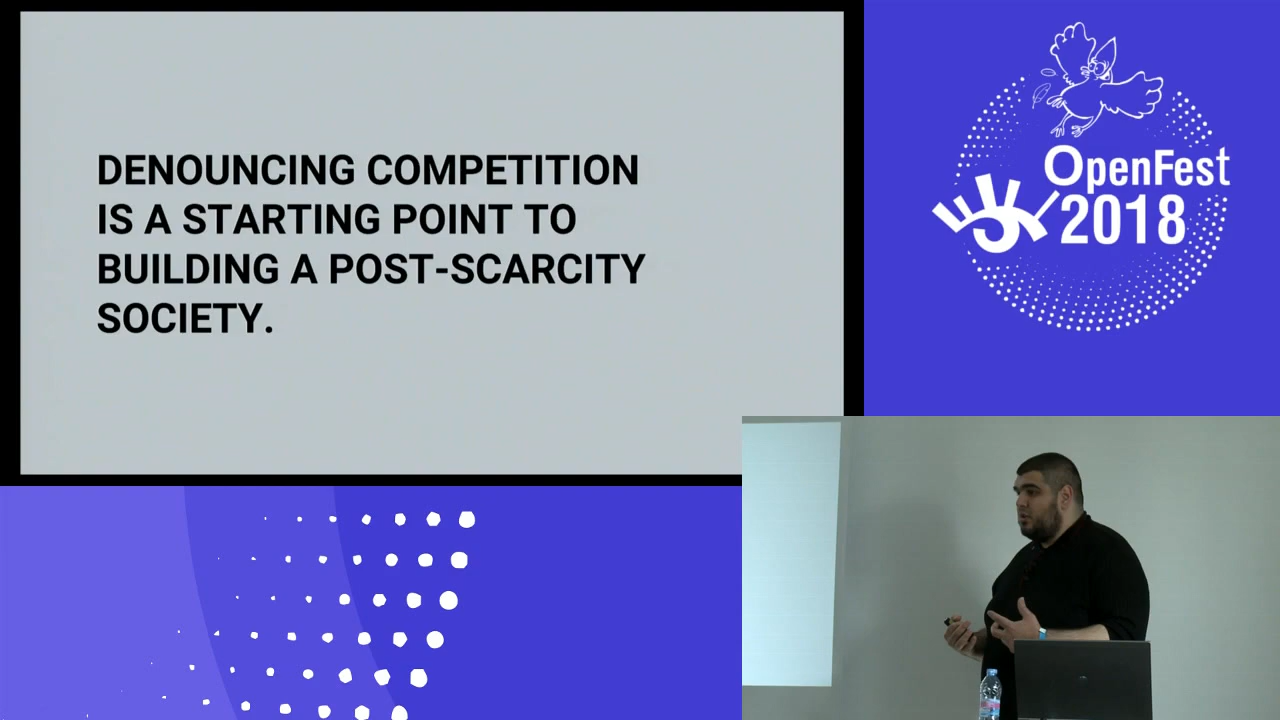 DENOUNCING COMPETITION
IS A STARTING POINT TO
BUILDING A POST-SCARCITY
SOCIETY.
OpenFest
2018